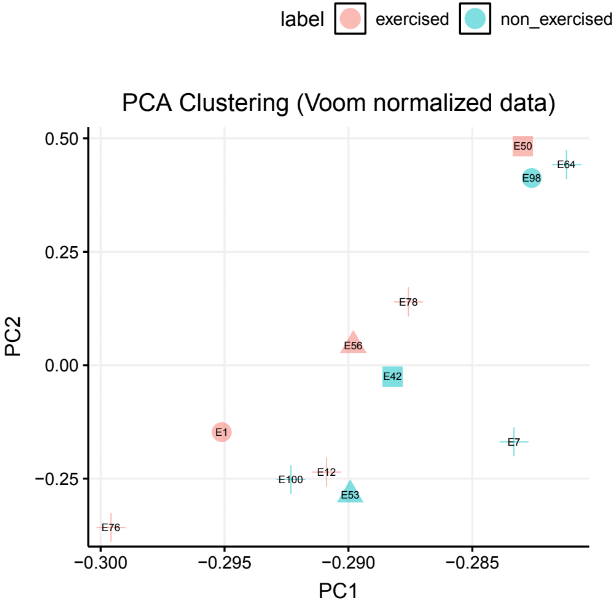 label exercised non_exercised
PCA Clustering (Voom normalized data)
0.50
E50
E64
E98
0.25
E78
E56
0.00
E42
E1
E7
−0.25
E12
E100
E53
E76
−0.300 −0.295 −0.290 −0.285
PC1
PC2